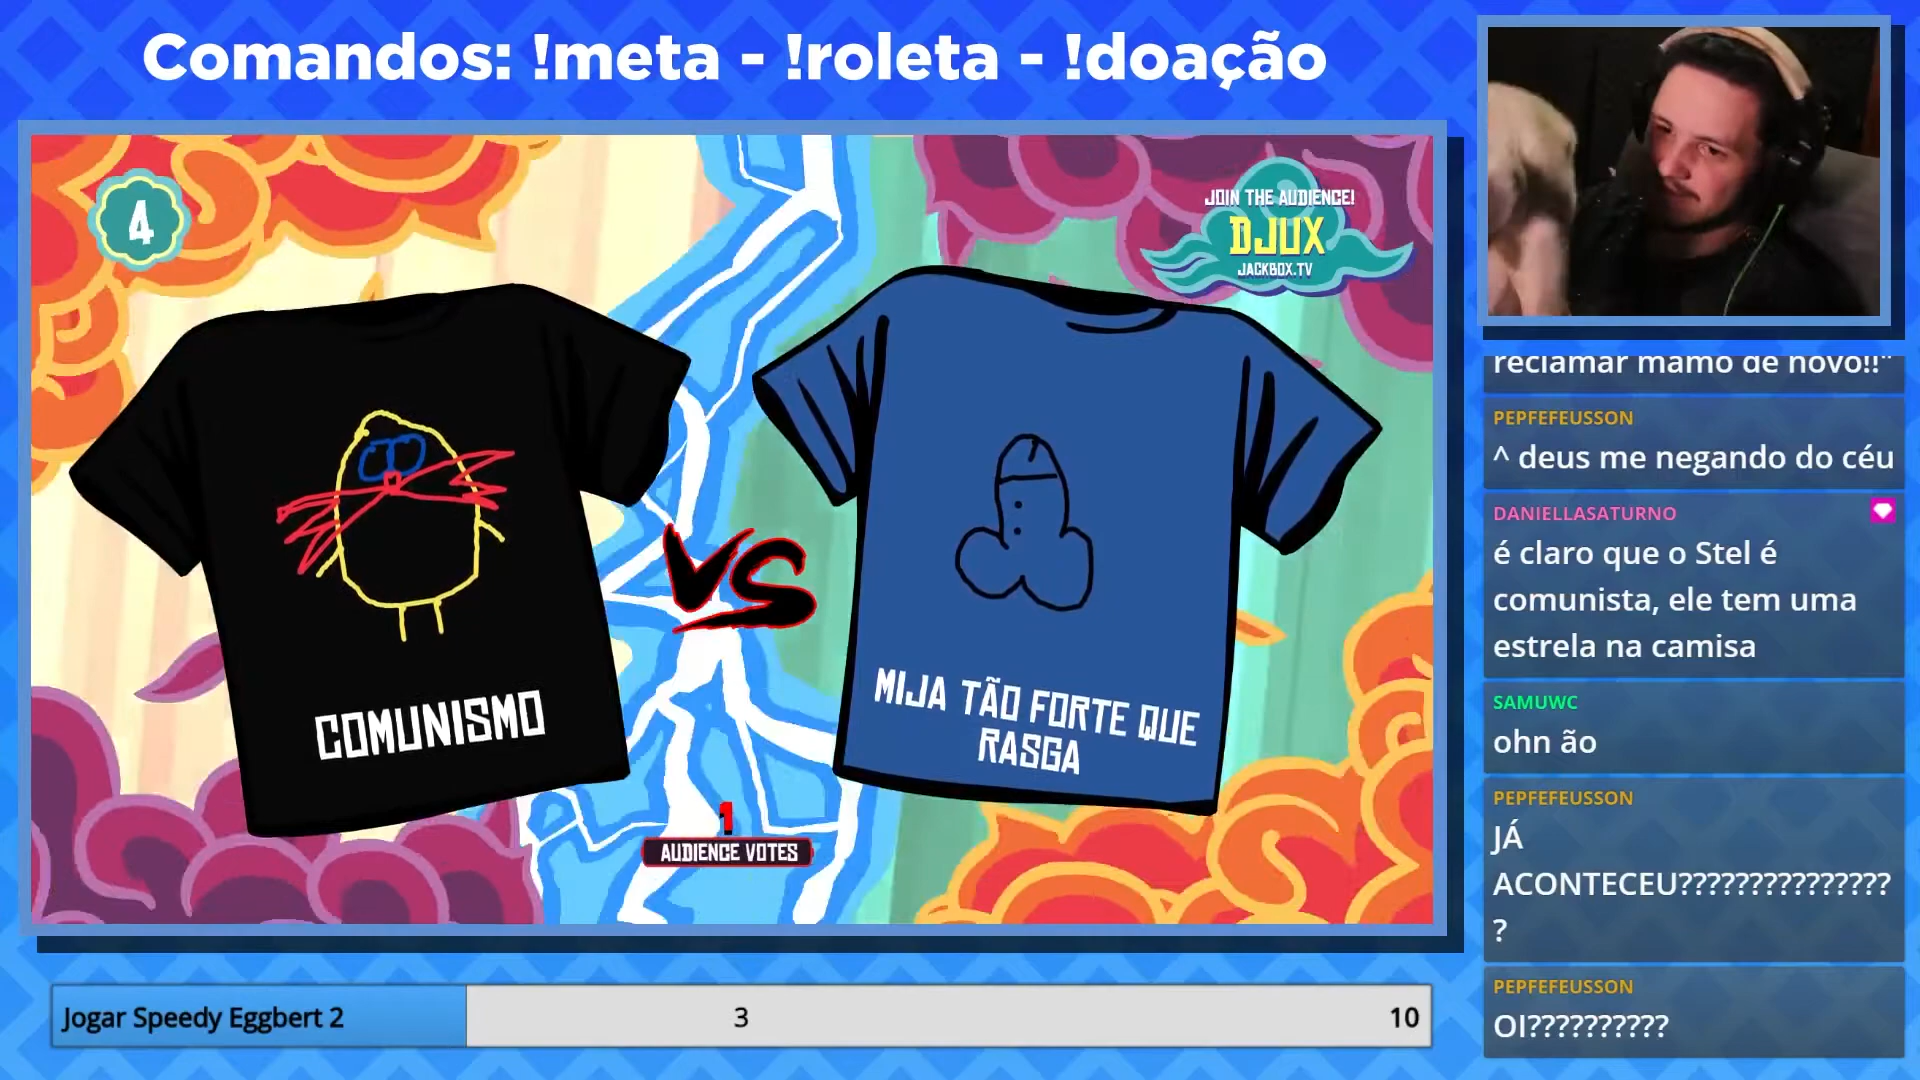 Comandos: !meta - !roleta - !doação
4
JOIN THE AUDIENCE!
DJUX
JACKBOX.TV
COMUNISMO
VS
MIJA TÃO FORTE QUE
RASGA
1
AUDIENCE VOTES
Jogar Speedy Eggbert 2
3
10
reclamar mamo de novo!!"
PEPFEFEUSSON
^ deus me negando do céu
DANIELLASATURNO
é claro que o Stel é
comunista, ele tem uma
estrela na camisa
SAMUWC
ohn ão
PEPFEFEUSSON
JÁ
ACONTECEU???????????????
?
PEPFEFEUSSON
OI??????????